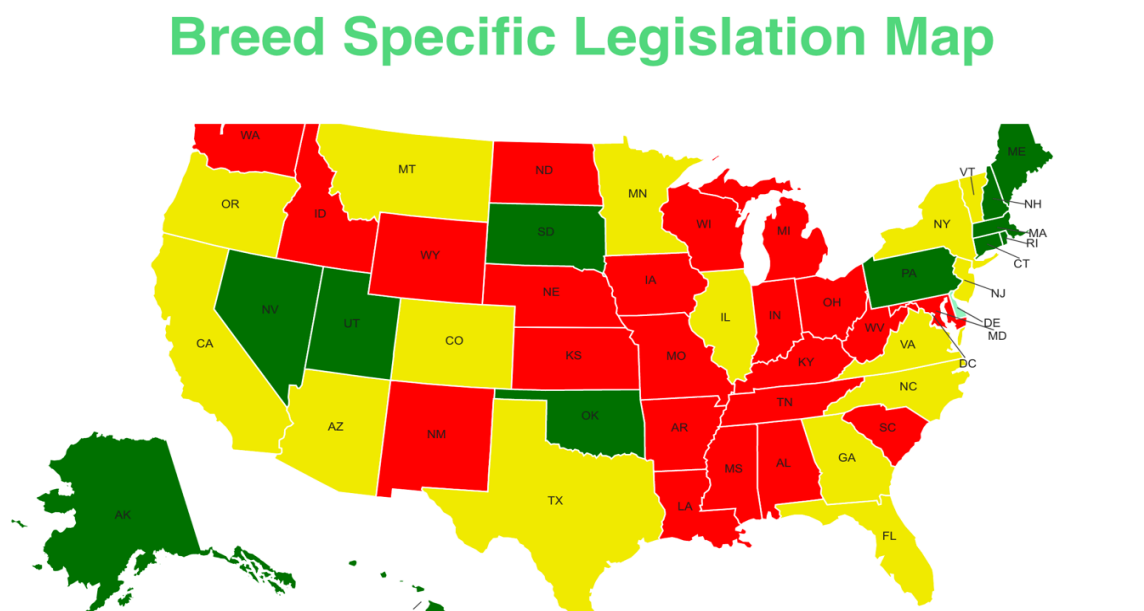 Breed Specific Legislation Map
WA
MT
ND
MN
ME
VT
OR
ID
NH
WI
MI
NY
SD
MA
RI
WY
CT
PA
IA
NE
NJ
OH
NV
IL
IN
UT
DE
WV
MD
CA
CO
VA
KS
MO
KY
DC
NC
TN
OK
AZ
AR
SC
NM
GA
AL
MS
TX
LA
AK
FL